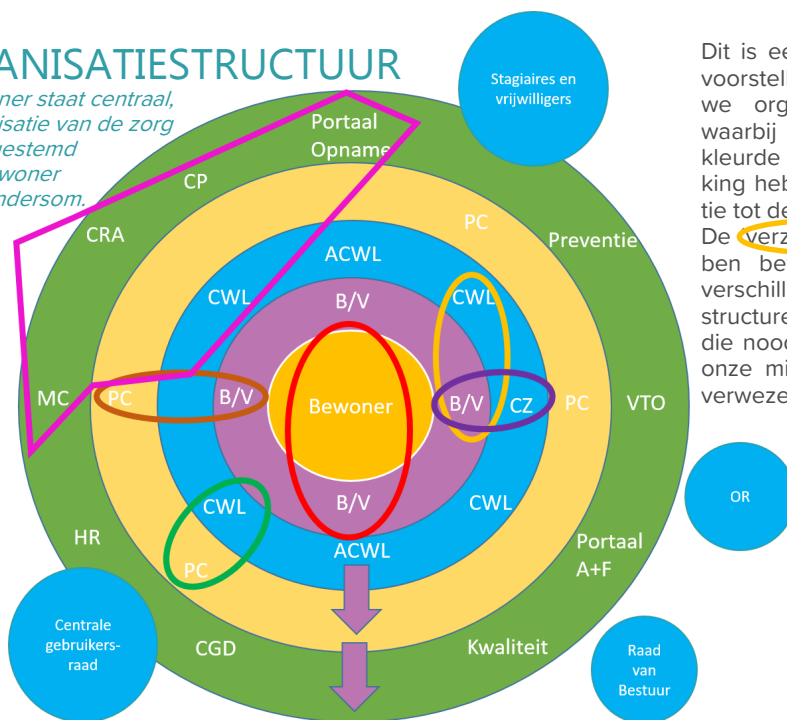 ANISATIESTRUCTUUR
ner staat centraal,
isatie van de zorg
gestemd
woner
ndersom.
Stagiaires en
vrijwilligers
Dit is ee
voorstell
we org
waarbij
kleurde
king heb
tie tot de
De verz
ben be
verschill
structure
die nooc
onze mi
verweze
Portaal
Opname
CP
PC
CRA
Preventie
ACWL
CWL
CWL
B/V
MC
PC
B/V
Bewoner
B/V
CZ
PC
VTO
CWL
B/V
CWL
OR
HR
ACWL
Portaal
A+F
PC
Centrale
gebruikers-
raad
CGD
Kwaliteit
Raad
van
Bestuur